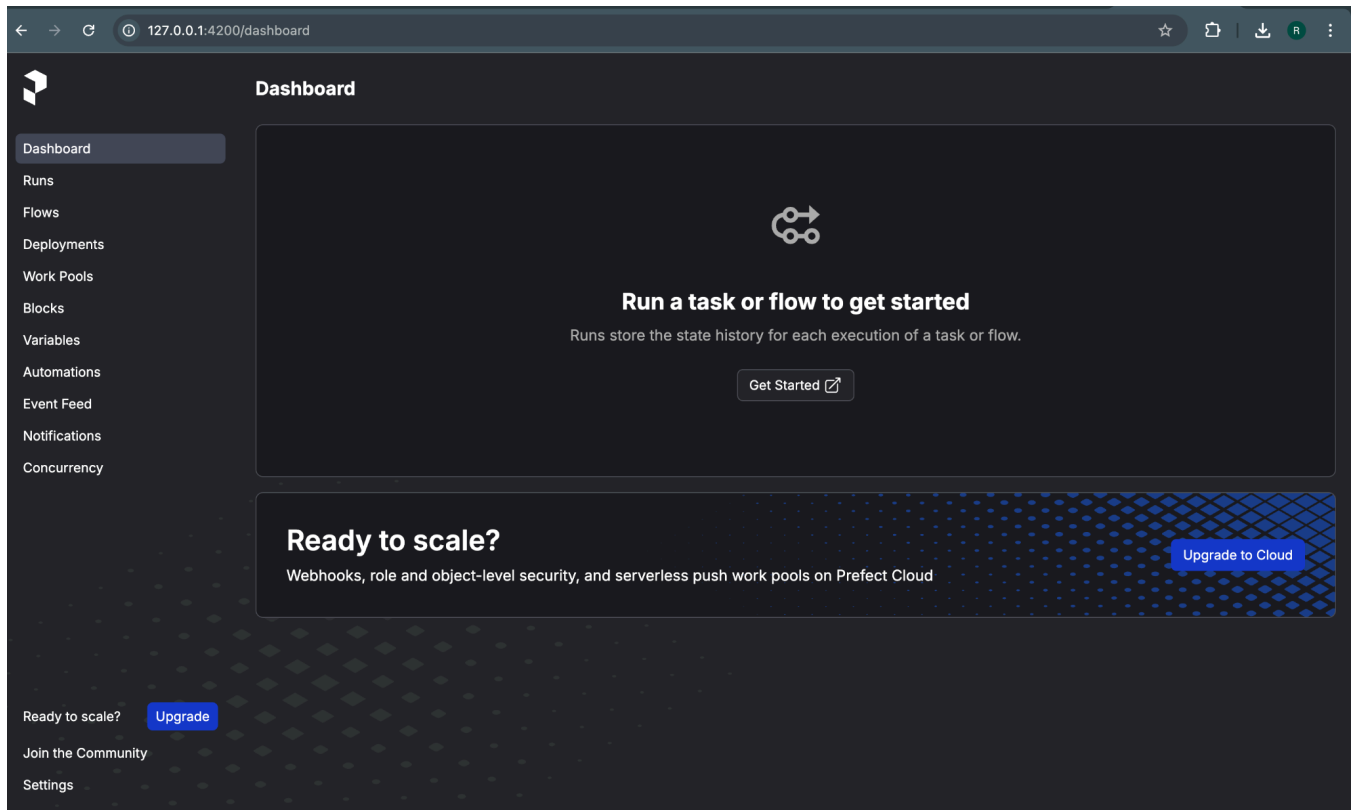 127.0.0.1:4200/dashboard
R
Dashboard
Dashboard
Runs
Flows
Deployments
Work Pools
Blocks
Variables
Automations
Event Feed
Notifications
Concurrency
Run a task or flow to get started
Runs store the state history for each execution of a task or flow.
Get Started
Ready to scale?
Webhooks, role and object-level security, and serverless push work pools on Prefect Cloud
Upgrade to Cloud
Ready to scale? Upgrade
Join the Community
Settings